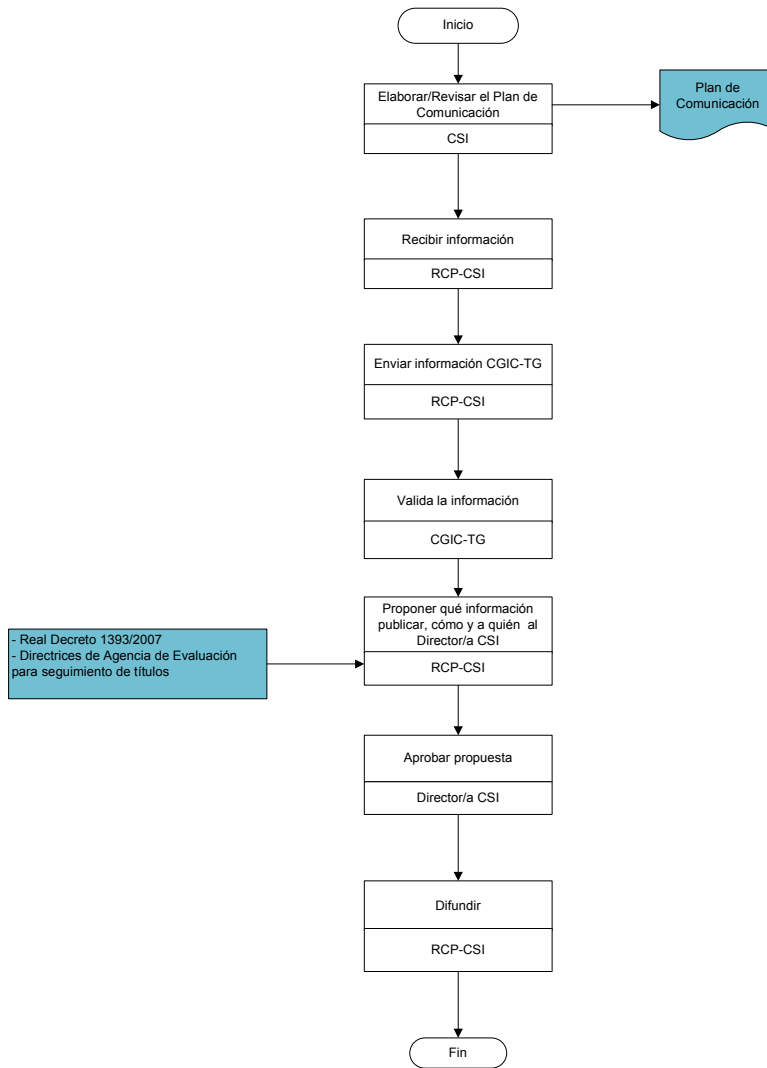 Inicio
Elaborar/Revisar el Plan de
Comunicación
CSI
Plan de
Comunicación
Recibir información
RCP-CSI
Enviar información CGIC-TG
RCP-CSI
Valida la información
CGIC-TG
Proponer qué información
publicar, cómo y a quién al
Director/a CSI
RCP-CSI
- Real Decreto 1393/2007
- Directrices de Agencia de Evaluación
para seguimiento de títulos
Aprobar propuesta
Director/a CSI
Difundir
RCP-CSI
Fin